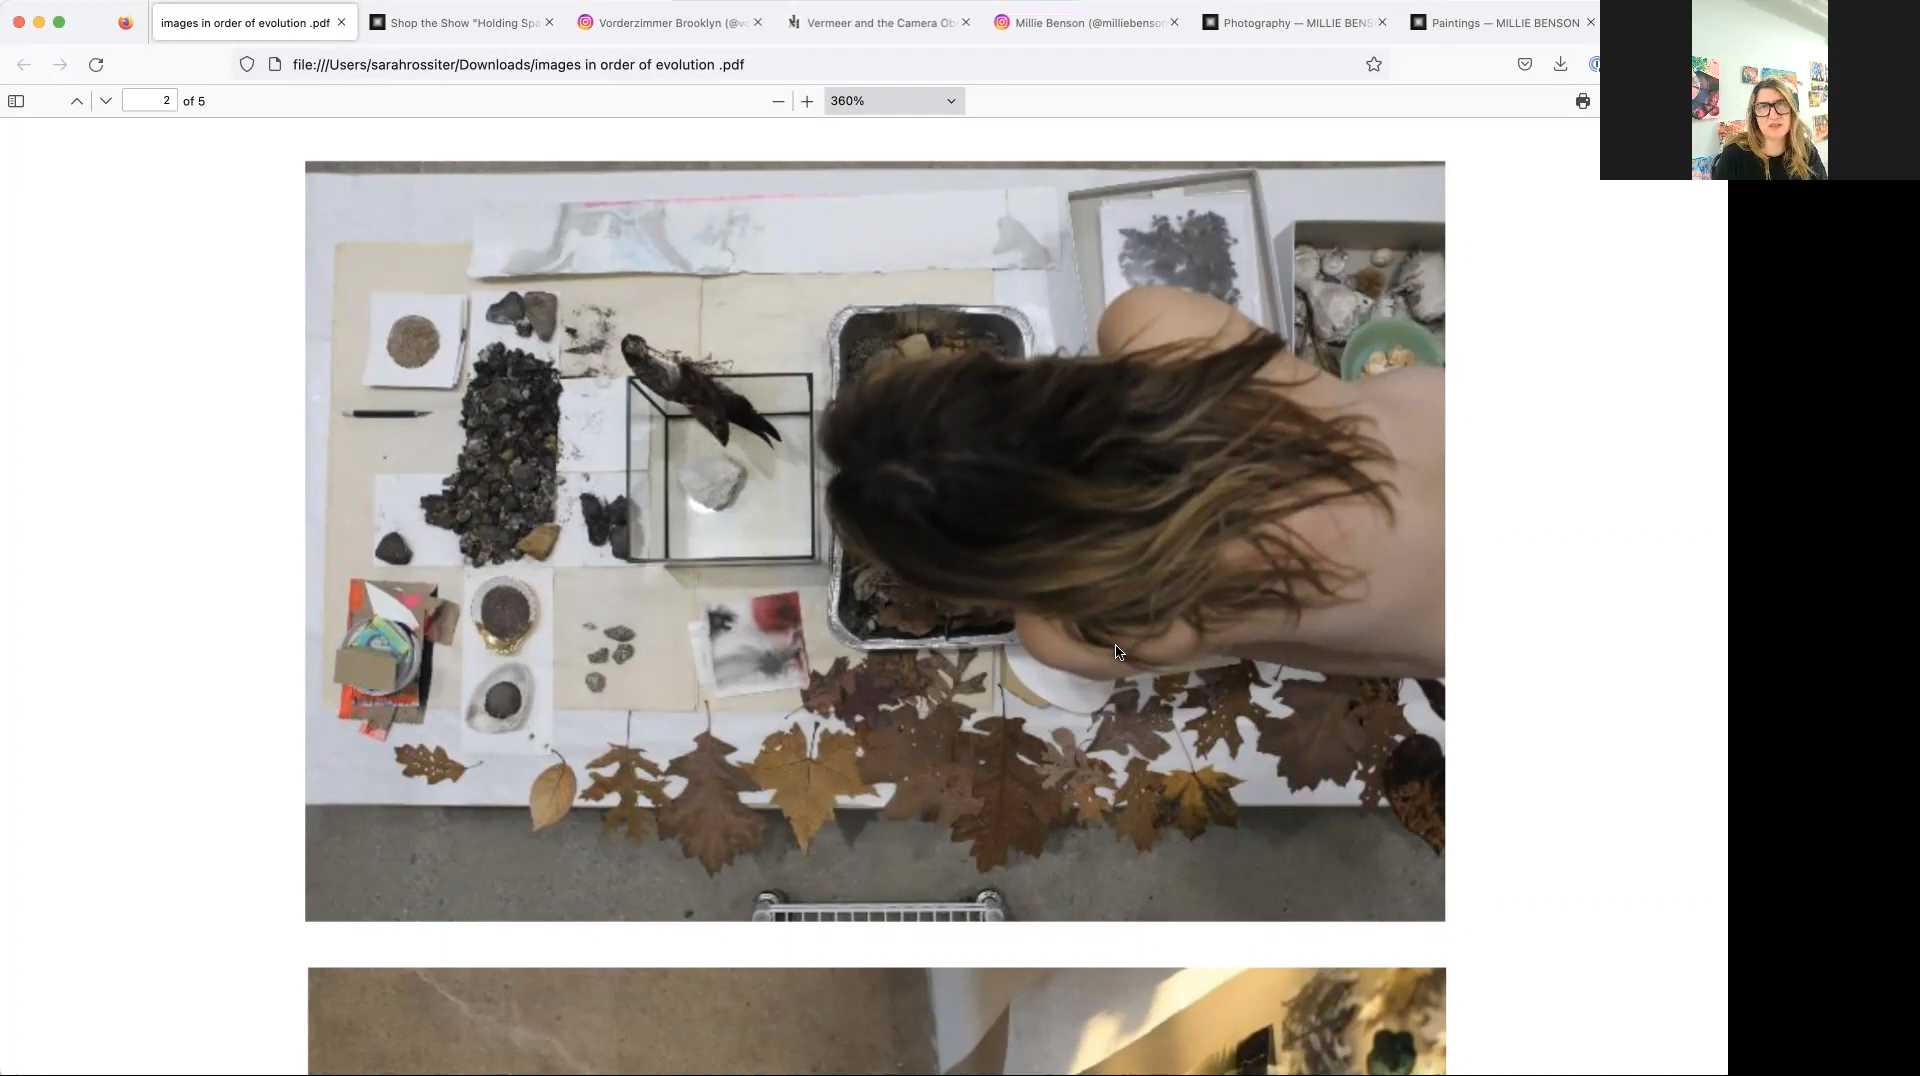 images in order of evolution .pdf
Shop the Show "Holding Spa
Vorderzimmer Brooklyn (@v
Vermeer and the Camera Ob
Millie Benson (@milliebenso
Photography — MILLIE BENS
Paintings — MILLIE BENSON
file:///Users/sarahrossiter/Downloads/images in order of evolution .pdf
2 of 5
360%